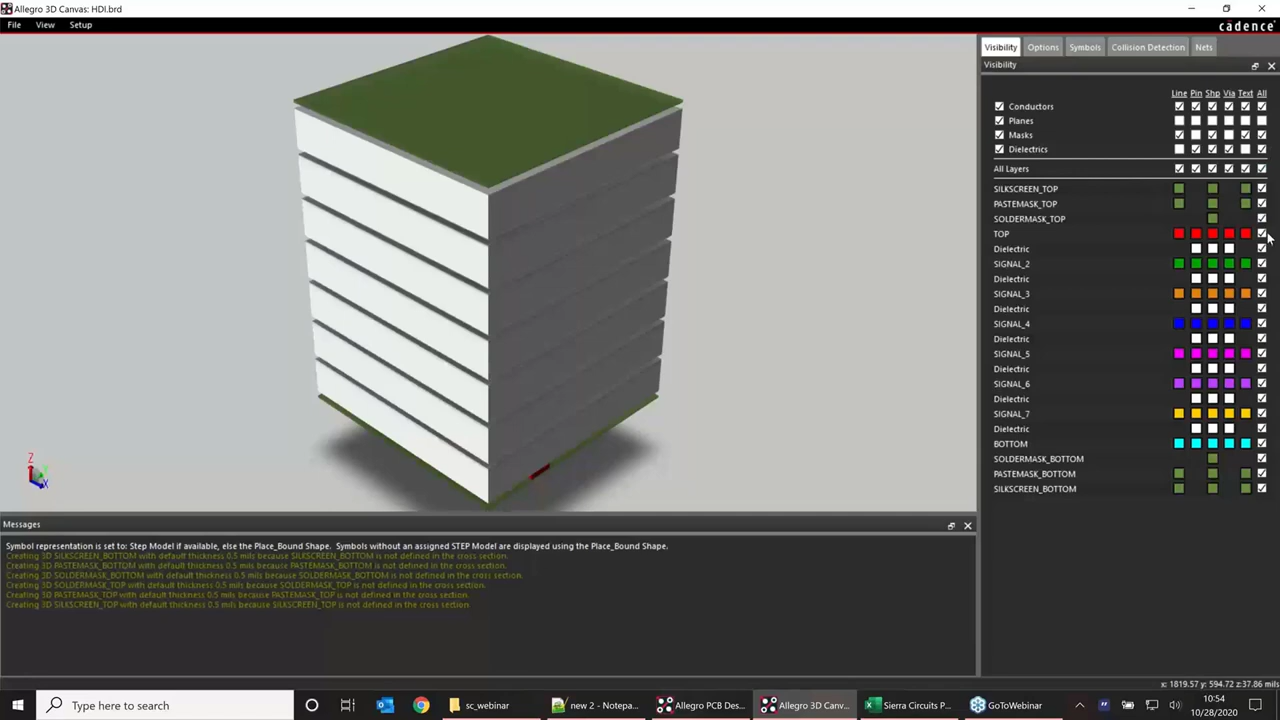 Allegro 3D Canvas: HDI.brd
File View Setup
cādence
Visibility Options Symbols Collision Detection Nets
Visibility
Line Pin Shp Via Text All
Conductors
Planes
Masks
Dielectrics
All Layers
SILKSCREEN_TOP
PASTEMASK_TOP
SOLDERMASK_TOP
TOP
Dielectric
SIGNAL_2
Dielectric
SIGNAL_3
Dielectric
SIGNAL_4
Dielectric
SIGNAL_5
Dielectric
SIGNAL_6
Dielectric
SIGNAL_7
Dielectric
BOTTOM
SOLDERMASK_BOTTOM
PASTEMASK_BOTTOM
SILKSCREEN_BOTTOM
Z
Y
X
Messages
Symbol representation is set to: Step Model if available, else the Place_Bound Shape. Symbols without an assigned STEP Model are displayed using the Place_Bound Shape.
Creating 3D SILKSCREEN_BOTTOM with default thickness 0.5 mils because SILKSCREEN_BOTTOM is not defined in the cross section.
Creating 3D PASTEMASK_BOTTOM with default thickness 0.5 mils because PASTEMASK_BOTTOM is not defined in the cross section.
Creating 3D SOLDERMASK_BOTTOM with default thickness 0.5 mils because SOLDERMASK_BOTTOM is not defined in the cross section.
Creating 3D SOLDERMASK_TOP with default thickness 0.5 mils because SOLDERMASK_TOP is not defined in the cross section.
Creating 3D PASTEMASK_TOP with default thickness 0.5 mils because PASTEMASK_TOP is not defined in the cross section.
Creating 3D SILKSCREEN_TOP with default thickness 0.5 mils because SILKSCREEN_TOP is not defined in the cross section
x: 1819.57 y: 594.72 z:37.86 mils
Type here to search
sc_webinar
new 2 - Notepa...
Allegro PCB Des...
Allegro 3D Canv...
Sierra Circuits P...
GoToWebinar
10:54
10/28/2020